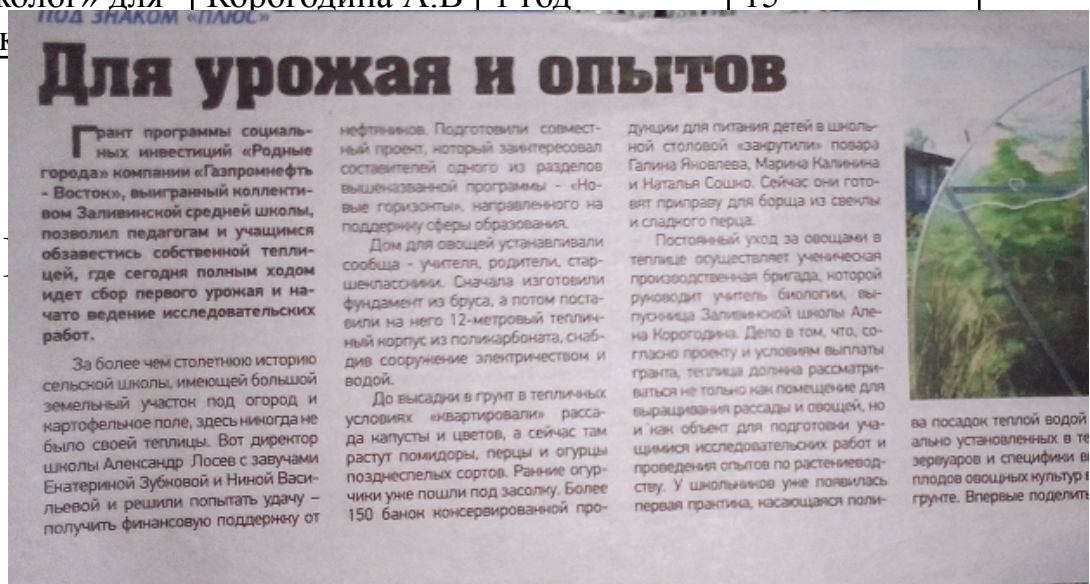 для
Корогодина А.В
1 год
15
ПОД ЗНАКОМ «ПЛЮС»
Для урожая и опытов
Грант программы социаль-
ных инвестиций «Родные
города» компании «Газпромнефть
- Восток», выигранный коллекти-
вом Заливинской средней школы,
позволил педагогам и учащимся
обзавестись собственной тепли-
цей, где сегодня полным ходом
идет сбор первого урожая и на-
чато ведение исследовательских
работ.
За более чем столетнюю историю
сельской школы, имеющей большой
земельный участок под огород и
картофельное поле, здесь никогда не
было своей теплицы. Вот директор
школы Александр Лосев с завучами
Екатериной Зубковой и Ниной Васи-
льевой и решили попытать удачу –
получить финансовую поддержку от
нефтяников. Подготовили совмест-
ный проект, который заинтересовал
составителей одного из разделов
вышеназванной программы - «Но-
вые горизонты», направленного на
поддержку сферы образования.
Дом для овощей устанавливали
сообща - учителя, родители, стар-
шеклассники. Сначала изготовили
фундамент из бруса, а потом поста-
вили на него 12-метровый теплич-
ный корпус из поликарбоната, снаб-
див сооружение электричеством и
водой.
До высадки в грунт в тепличных
условиях «квартировали» расса-
да капусты и цветов, а сейчас там
растут помидоры, перцы и огурцы
позднеспелых сортов. Ранние огур-
чики уже пошли под засолку. Более
150 банок консервированной про-
дукции для питания детей в школь-
ной столовой «закрутили» повара
Галина Яковлева, Марина Калинина
и Наталья Сошко. Сейчас они гото-
вят приправу для борща из свеклы
и сладкого перца.
Постоянный уход за овощами в
теплице осуществляет ученическая
производственная бригада, которой
руководит учитель биологии, вы-
пускница Заливинской школы Але-
на Корогодина. Дело в том, что, со-
гласно проекту и условиям выплаты
гранта, теплица должна рассматри-
ваться не только как помещение для
выращивания рассады и овощей, но
и как объект для подготовки уча-
щимися исследовательских работ и
проведения опытов по растениевод-
ству. У школьников уже появилась
первая практика, касающаяся поли-
ва посадок теплой водой
ально установленных в те
зервуаров и специфики в
плодов овощных культур в
грунте. Впервые поделит